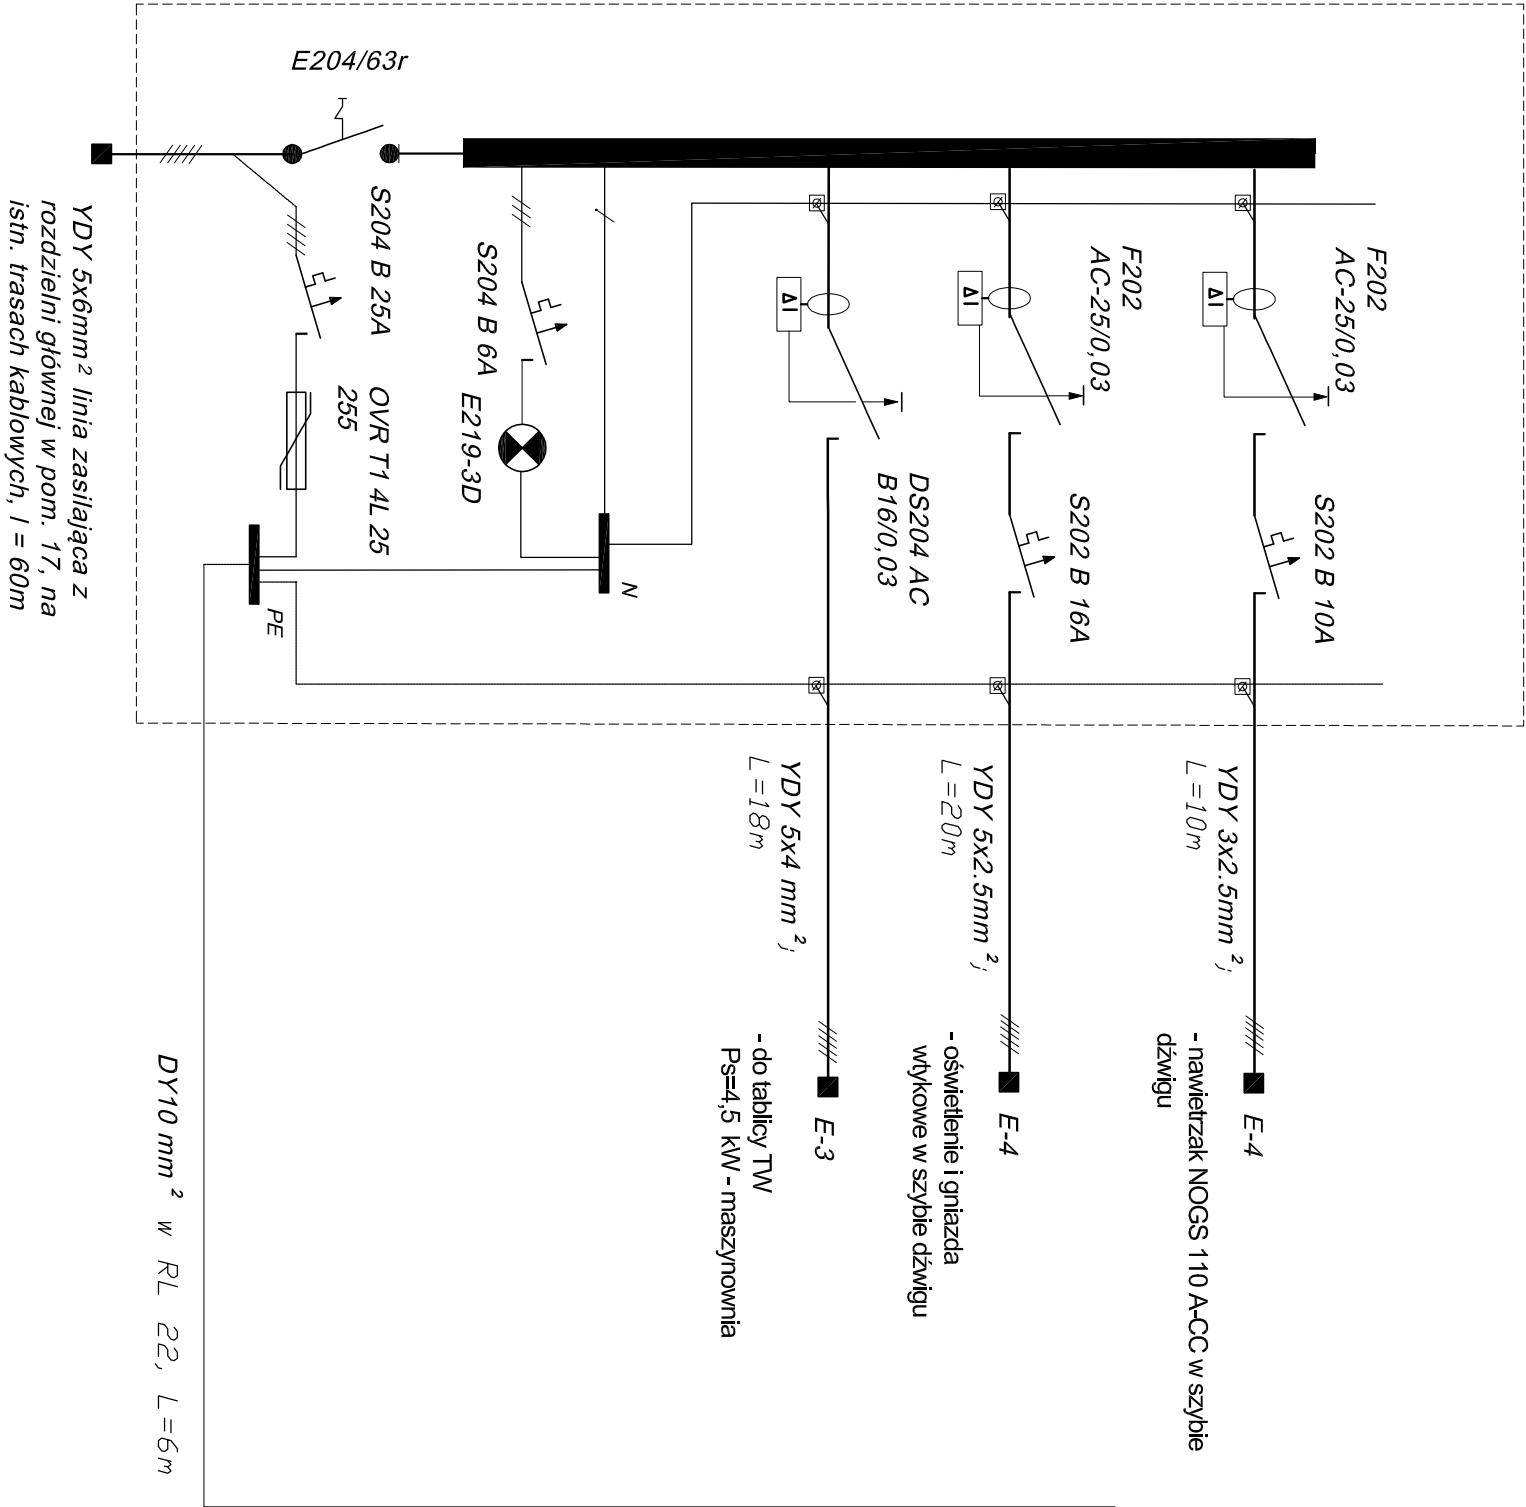 E204/63r
YDY 5x6mm² linia zasilająca z
rozdzielni głównej w pom. 17, na
istn. trasach kablowych, l = 60m
S204 B 25A
OVR T1 4L 25
255
PE
S204 B 6A
E219-3D
N
ΔI
DS204 AC
B16/0,03
YDY 5x4 mm²;
L=18m
E-3
- do tablicy TW
Ps=4,5 kW - maszynownia
F202
AC-25/0,03
ΔI
S202 B 16A
YDY 5x2.5mm²;
L=20m
E-4
- oświetlenie i gniazda
wtykowe w szybie dźwigu
F202
AC-25/0,03
ΔI
S202 B 10A
YDY 3x2.5mm²;
L=10m
E-4
- nawietrzak NOGS 110 A-CC w szybie
dźwigu
DY10 mm² w RL 22, L=6m